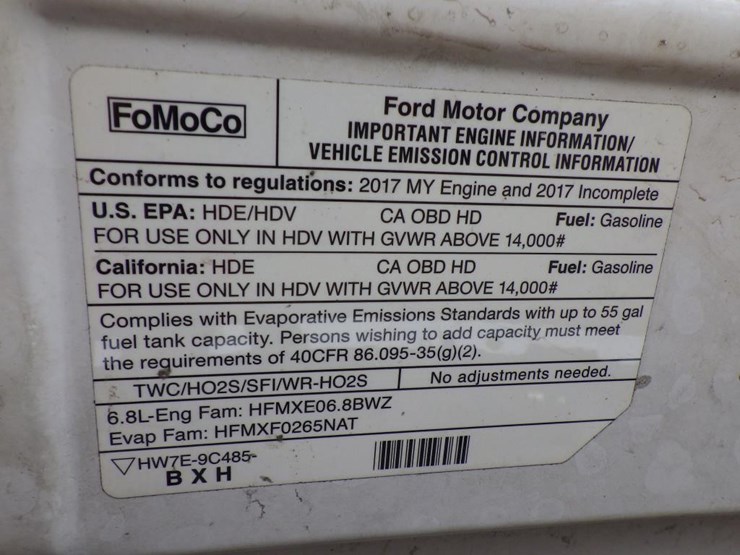 FoMoCo
Ford Motor Company
IMPORTANT ENGINE INFORMATION/
VEHICLE EMISSION CONTROL INFORMATION
Conforms to regulations: 2017 MY Engine and 2017 Incomplete
U.S. EPA: HDE/HDV CA OBD HD Fuel: Gasoline
FOR USE ONLY IN HDV WITH GVWR ABOVE 14,000#
California: HDE CA OBD HD Fuel: Gasoline
FOR USE ONLY IN HDV WITH GVWR ABOVE 14,000#
Complies with Evaporative Emissions Standards with up to 55 gal
fuel tank capacity. Persons wishing to add capacity must meet
the requirements of 40CFR 86.095-35(g)(2).
TWC/HO2S/SFI/WR-HO2S No adjustments needed.
6.8L-Eng Fam: HFMXE06.8BWZ
Evap Fam: HFMXF0265NAT
HW7E-9C485-
B X H